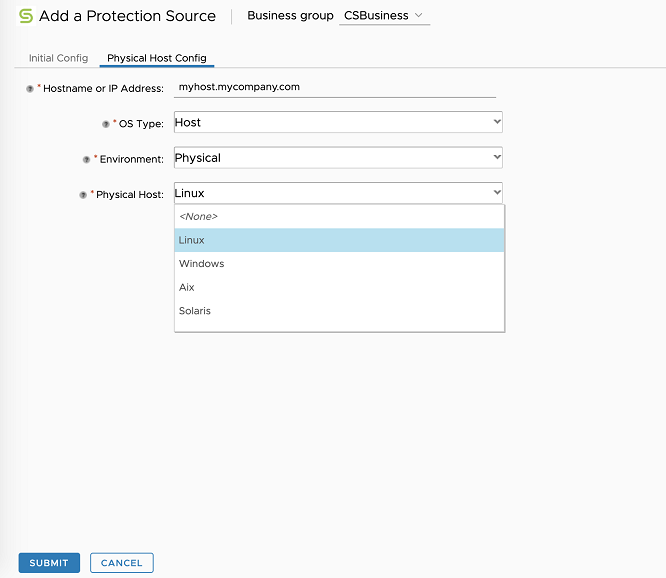 Add a Protection Source Business group CSBusiness
Initial Config Physical Host Config
* Hostname or IP Address: myhost.mycompany.com
* OS Type: Host
* Environment: Physical
* Physical Host: Linux
<None>
Linux
Windows
Aix
Solaris
SUBMIT CANCEL